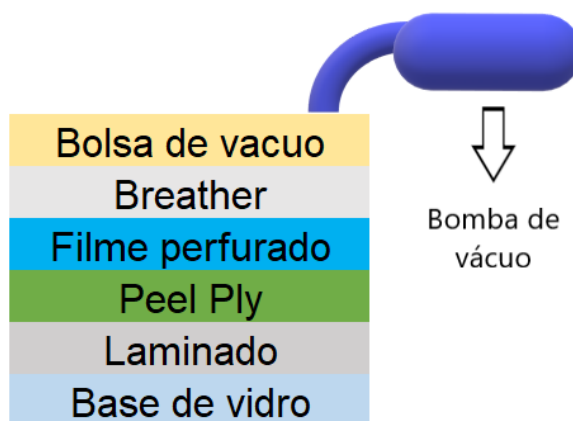 Bolsa de vacuo
Breather
Filme perfurado
Peel Ply
Laminado
Base de vidro
Bomba de
vácuo